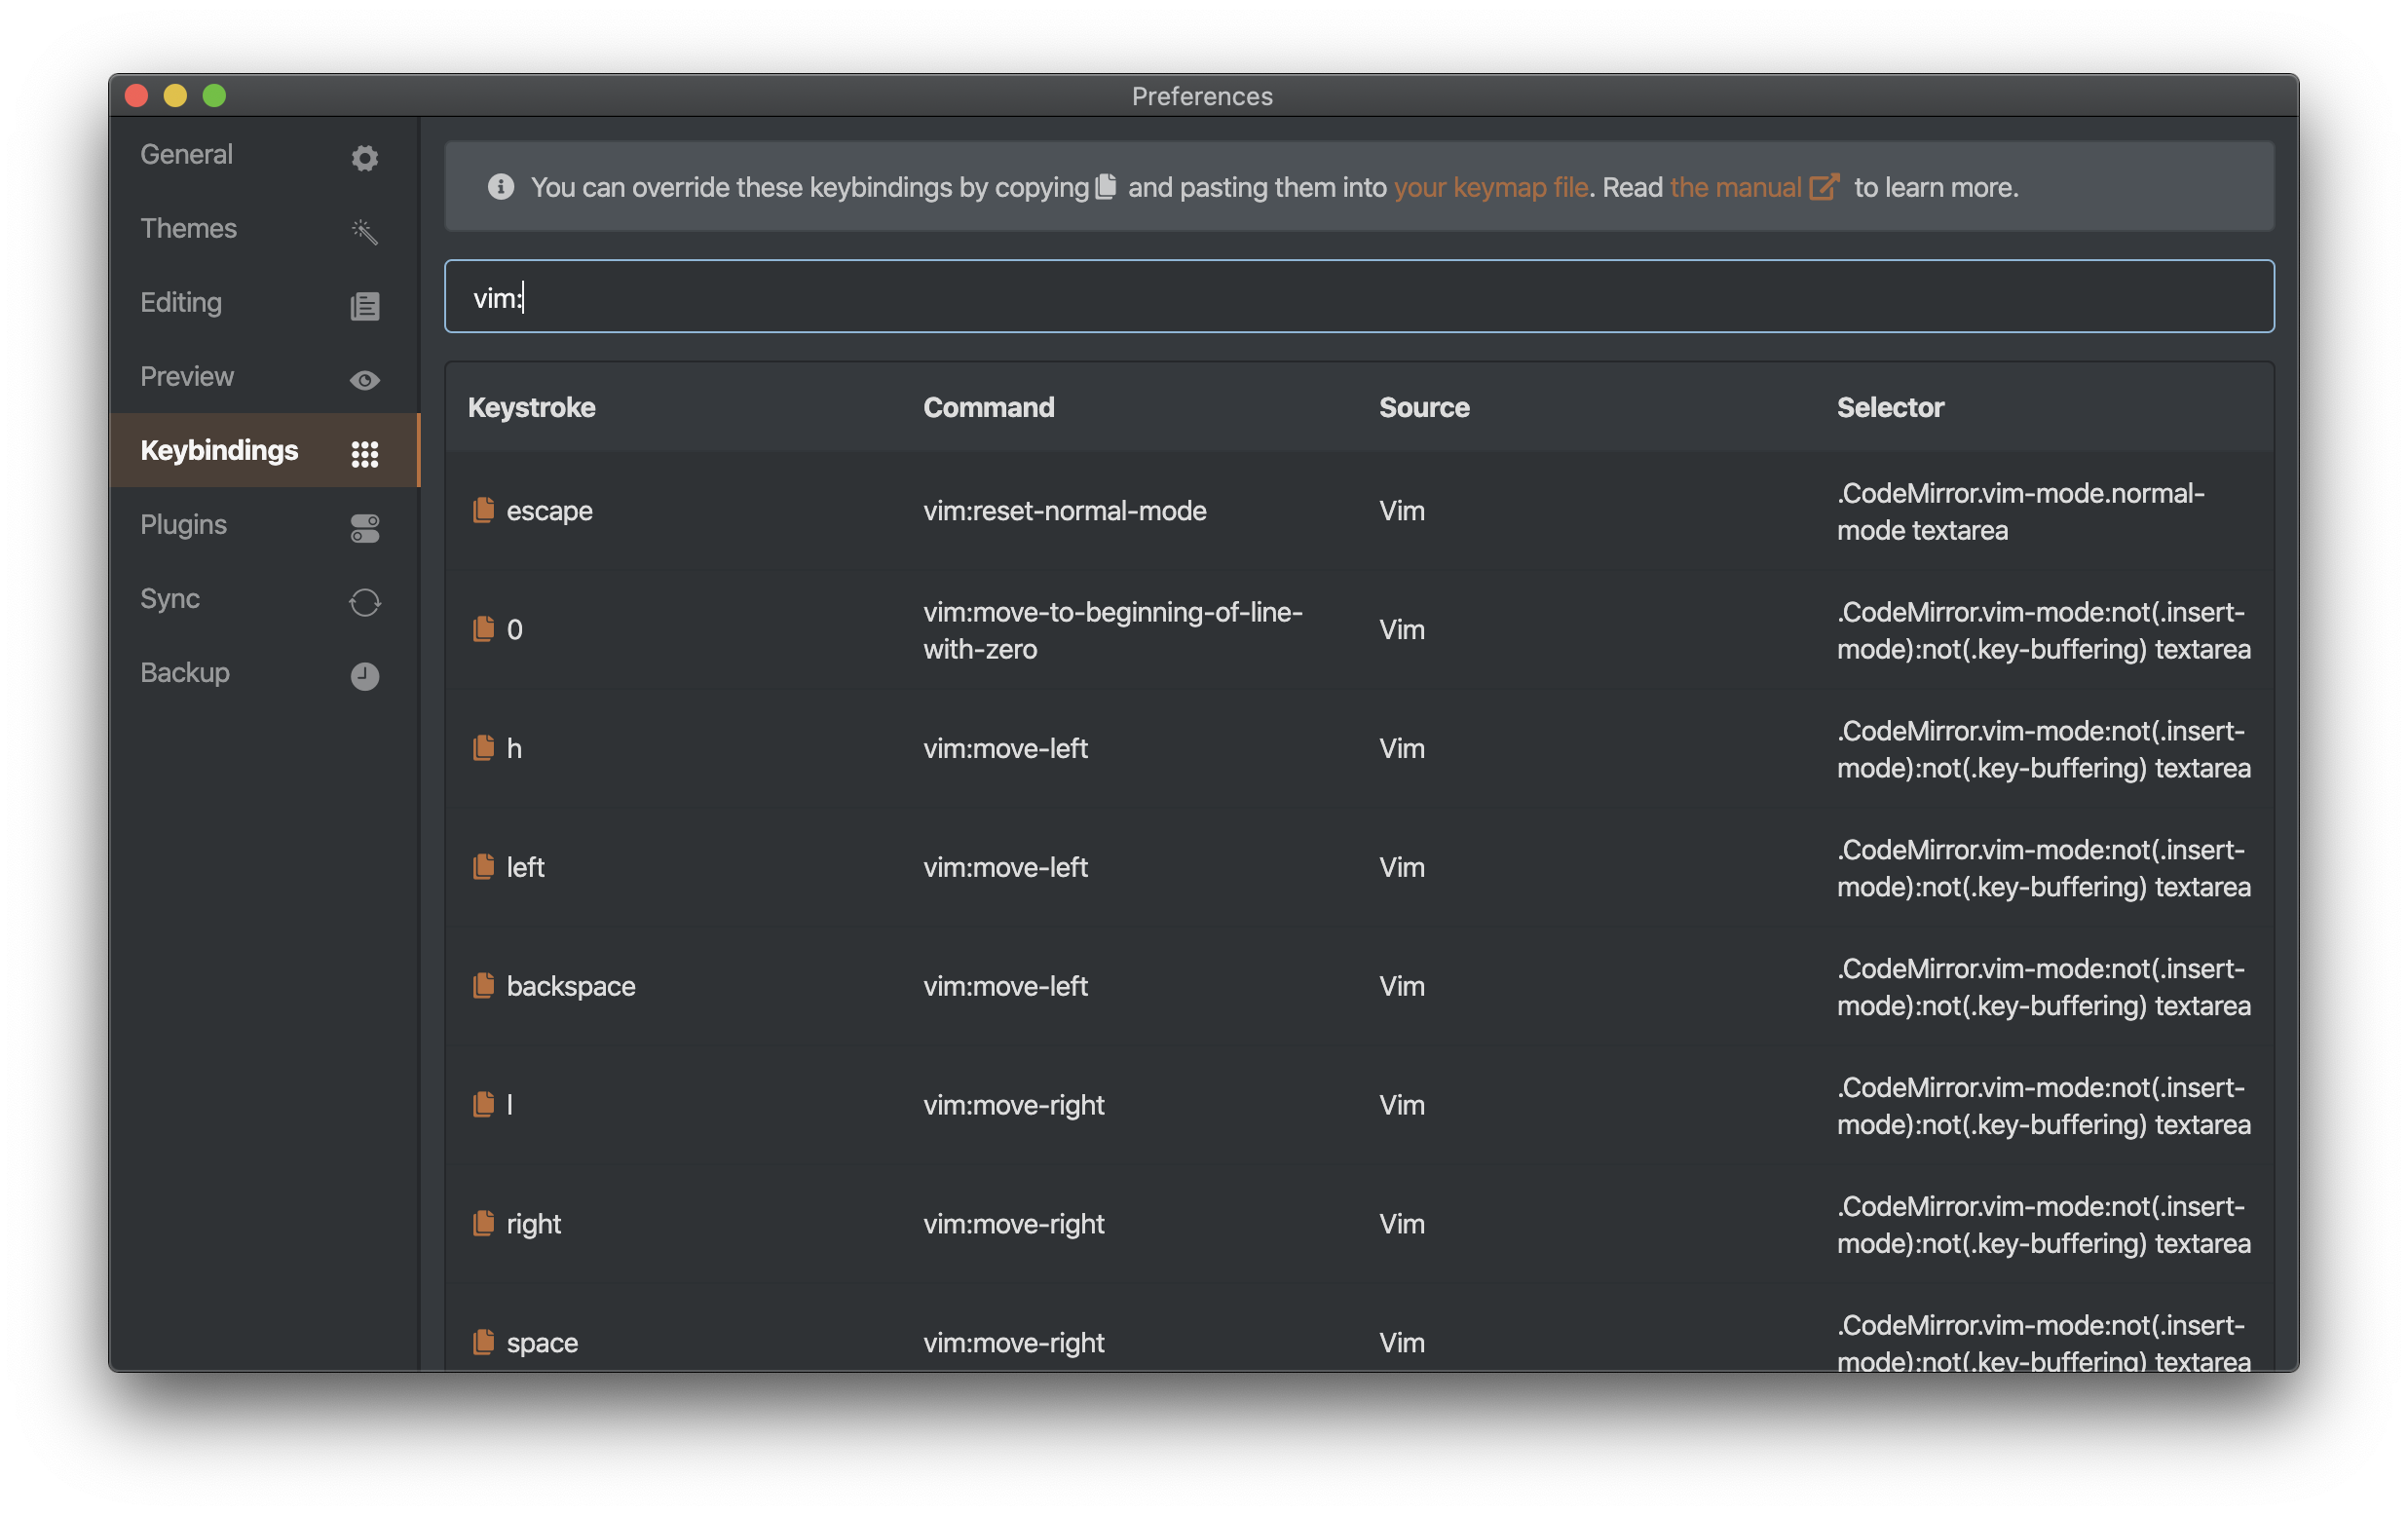 Preferences
General
Themes
Editing
Preview
Keybindings
Plugins
Sync
Backup
You can override these keybindings by copying and pasting them into your keymap file. Read the manual to learn more.
vim:
Keystroke Command Source Selector
escape vim:reset-normal-mode Vim .CodeMirror.vim-mode.normal-
mode textarea
0 vim:move-to-beginning-of-line-
with-zero Vim .CodeMirror.vim-mode:not(.insert-
mode):not(.key-buffering) textarea
h vim:move-left Vim .CodeMirror.vim-mode:not(.insert-
mode):not(.key-buffering) textarea
left vim:move-left Vim .CodeMirror.vim-mode:not(.insert-
mode):not(.key-buffering) textarea
backspace vim:move-left Vim .CodeMirror.vim-mode:not(.insert-
mode):not(.key-buffering) textarea
l vim:move-right Vim .CodeMirror.vim-mode:not(.insert-
mode):not(.key-buffering) textarea
right vim:move-right Vim .CodeMirror.vim-mode:not(.insert-
mode):not(.key-buffering) textarea
space vim:move-right Vim .CodeMirror.vim-mode:not(.insert-
mode):not(.key-buffering) textarea